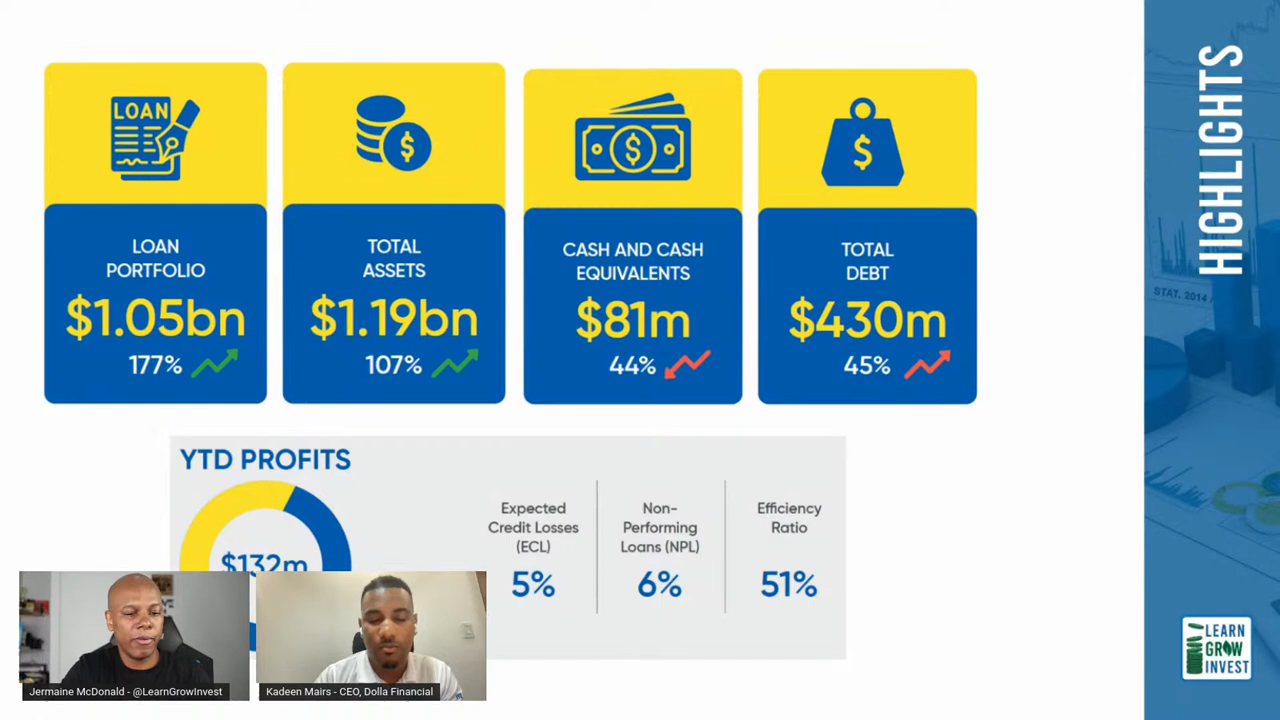 HIGHLIGHTS
LOAN
LOAN
PORTFOLIO
$1.05bn
177%
$
TOTAL
ASSETS
$1.19bn
107%
$
CASH AND CASH
EQUIVALENTS
$81m
44%
$
TOTAL
DEBT
$430m
45%
STAT. 2014 /
YTD PROFITS
$132m
Expected
Credit Losses
(ECL)
5%
Non-
Performing
Loans (NPL)
6%
Efficiency
Ratio
51%
Jermaine McDonald - @LearnGrowInvest
Kadeen Mairs - CEO, Dolla Financial
LEARN
GROW
INVEST